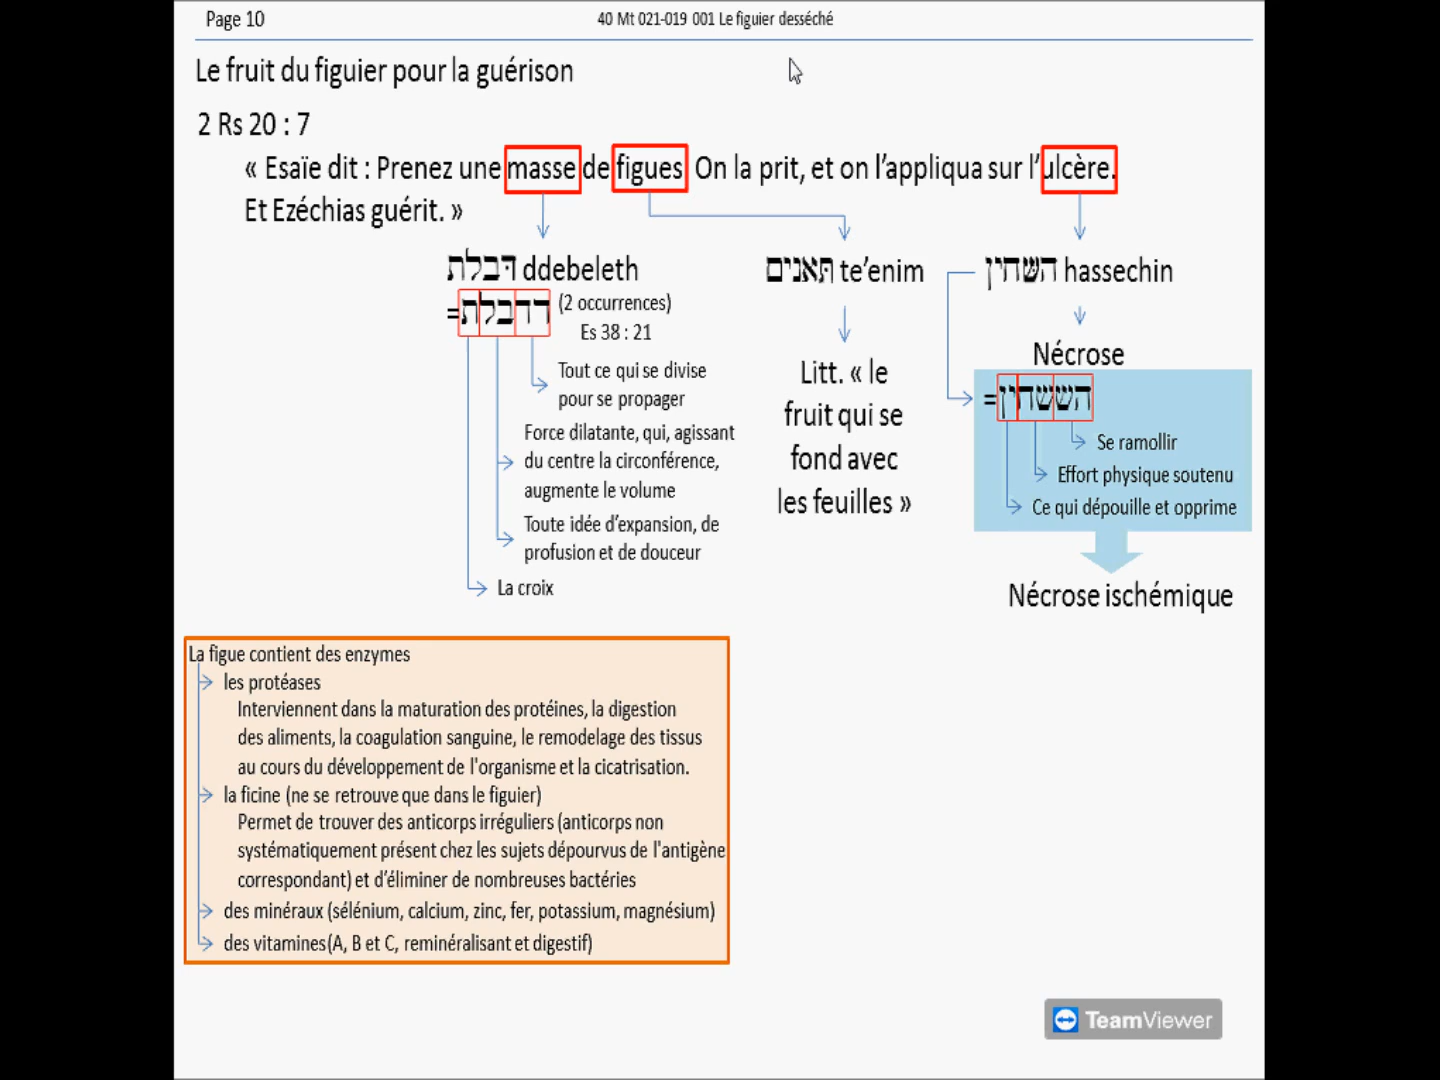 Page 10
40 Mt 021-019 001 Le figuier desséché
Le fruit du figuier pour la guérison
2 Rs 20 : 7
« Esaïe dit : Prenez une masse de figues On la prit, et on l’appliqua sur l’ulcère.
Et Ezéchias guérit. »
דּבלת ddebeleth
=דדבלת (2 occurrences)
Es 38 : 21
Tout ce qui se divise
pour se propager
Force dilatante, qui, agissant
du centre la circonférence,
augmente le volume
Toute idée d’expansion, de
profusion et de douceur
La croix
תּאנים te’enim
Litt. « le
fruit qui se
fond avec
les feuilles »
השּׁחין hassechin
Nécrose
=הששחין
Se ramollir
Effort physique soutenu
Ce qui dépouille et opprime
Nécrose ischémique
La figue contient des enzymes
les protéases
Interviennent dans la maturation des protéines, la digestion
des aliments, la coagulation sanguine, le remodelage des tissus
au cours du développement de l'organisme et la cicatrisation.
la ficine (ne se retrouve que dans le figuier)
Permet de trouver des anticorps irréguliers (anticorps non
systématiquement présent chez les sujets dépourvus de l'antigène
correspondant) et d’éliminer de nombreuses bactéries
des minéraux (sélénium, calcium, zinc, fer, potassium, magnésium)
des vitamines(A, B et C, reminéralisant et digestif)
TeamViewer